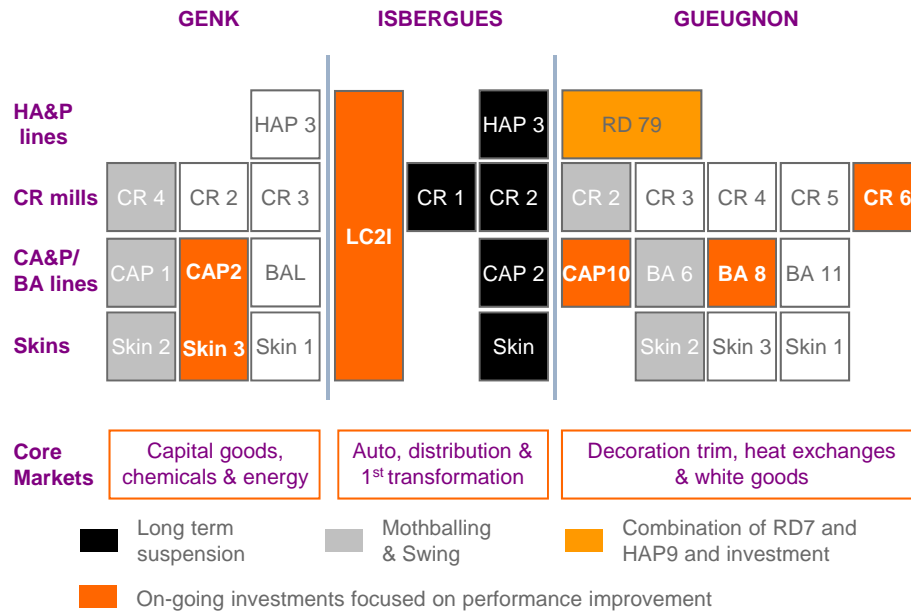 GENK ISBERGUES GUEUGNON
HA&P
lines
HAP 3 HAP 3 RD 79
CR mills
CR 4 CR 2 CR 3 CR 1 CR 2 CR 2 CR 3 CR 4 CR 5 CR 6
LC2I
CA&P/
BA lines
CAP 1 CAP2 BAL CAP 2 CAP10 BA 6 BA 8 BA 11
Skins
Skin 2 Skin 3 Skin 1 Skin Skin 2 Skin 3 Skin 1
Core
Markets
Capital goods,
chemicals & energy
Auto, distribution &
1st transformation
Decoration trim, heat exchanges
& white goods
Long term
suspension
Mothballing
& Swing
Combination of RD7 and
HAP9 and investment
On-going investments focused on performance improvement